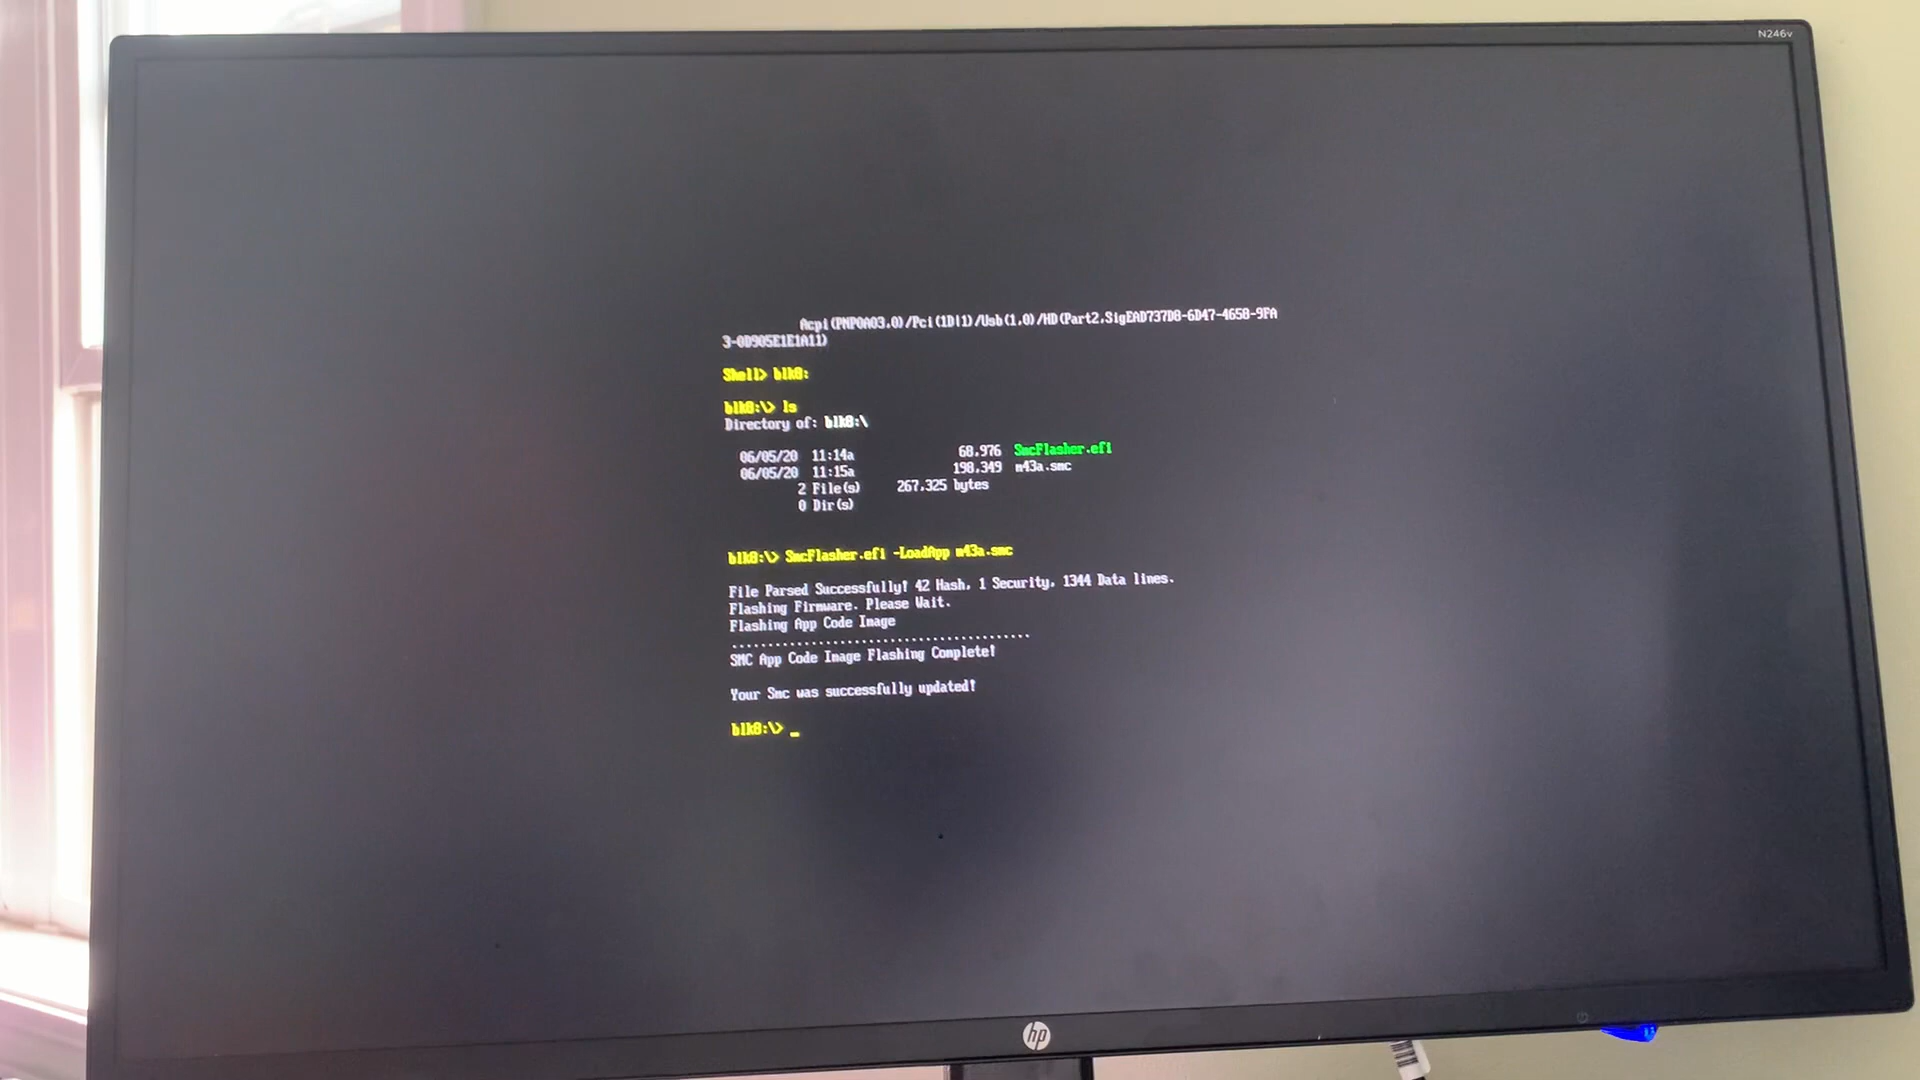 N246v
Acpi(PNP0A03,0)/Pci(1D|1)/Usb(1,0)/HD(Part2,SigEAD737D8-6D47-4658-9FA
3-0D905E1E1A11)
Shell> blk8:
blk8:\> ls
Directory of: blk8:\
06/05/20 11:14a 68,976 SmcFlasher.efi
06/05/20 11:15a 198,349 m43a.smc
2 File(s) 267,325 bytes
0 Dir(s)
blk8:\> SmcFlasher.efi -LoadApp m43a.smc
File Parsed Successfully! 42 Hash, 1 Security, 1344 Data lines.
Flashing Firmware. Please Wait.
Flashing App Code Image
..........................................
SMC App Code Image Flashing Complete!
Your Smc was successfully updated!
blk8:\> _
hp